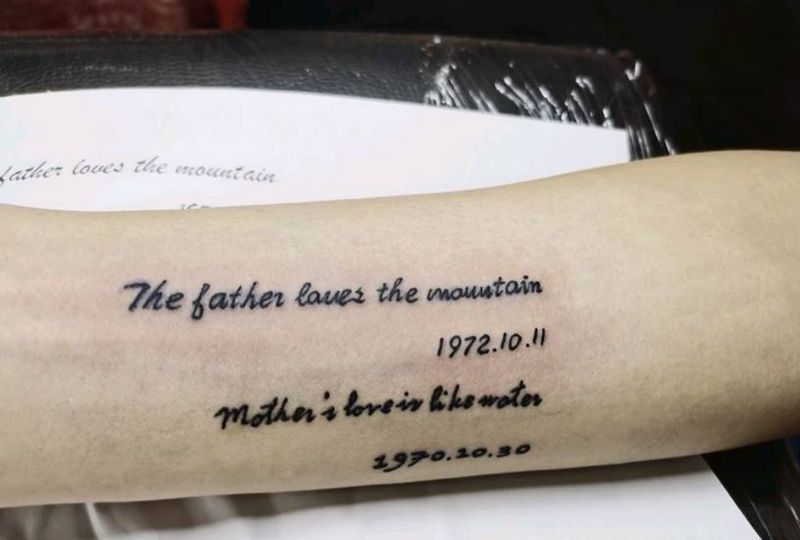 father loves the mountain
The father loves the mountain
1972.10.11
Mother's love is like water
1970.10.30